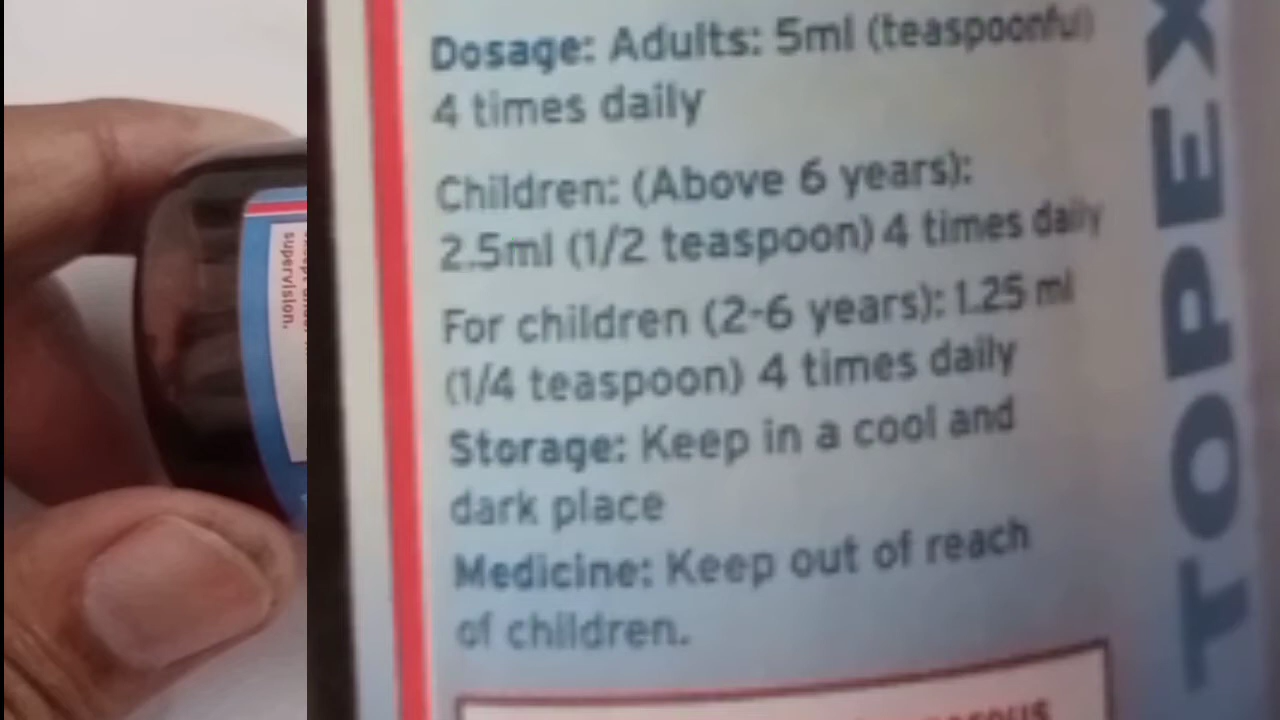 supervision.
Dosage: Adults: 5ml (teaspoonful)
4 times daily
Children: (Above 6 years):
2.5ml (1/2 teaspoon) 4 times daily
For children (2-6 years): 1.25 ml
(1/4 teaspoon) 4 times daily
Storage: Keep in a cool and
dark place
Medicine: Keep out of reach
of children.
TOPEX